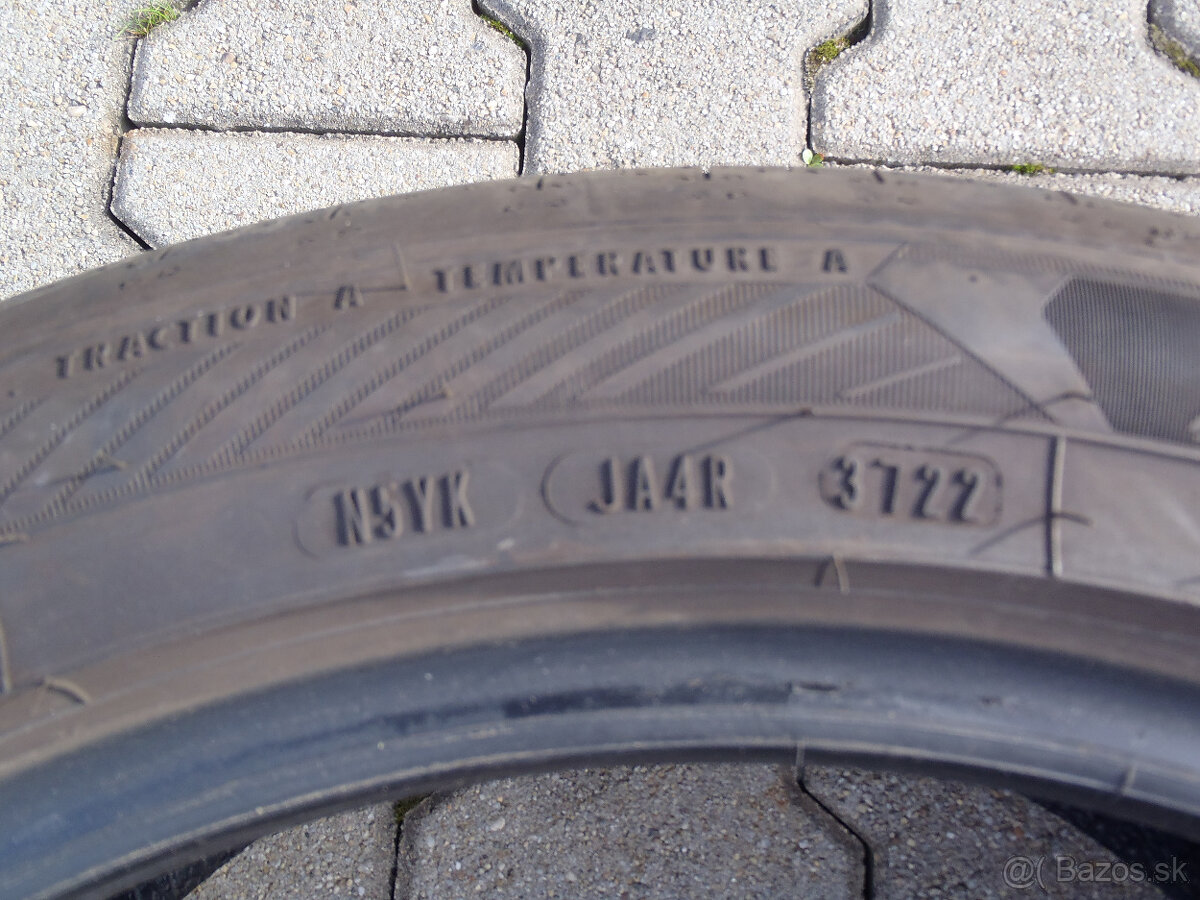 TRACTION A TEMPERATURE A
N5YK JA4R 3722
@( Bazos.sk